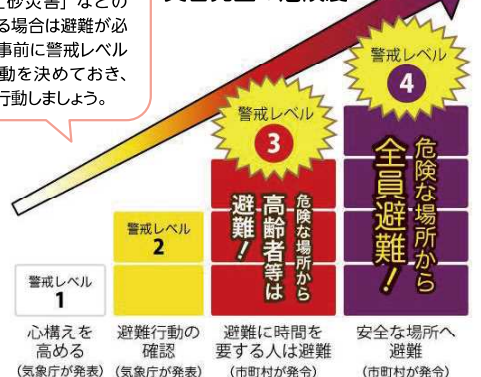 砂災害」などの
る場合は避難が必
事前に警戒レベル
動を決めておき、
行動しましょう。
警戒レベル
4
危険な場所から
全員避難！
警戒レベル
3
危険な場所から
高齢者等は
避難！
警戒レベル
2
警戒レベル
1
心構えを
高める
(気象庁が発表)
避難行動の
確認
(気象庁が発表)
避難に時間を
要する人は避難
(市町村が発令)
安全な場所へ
避難
(市町村が発令)